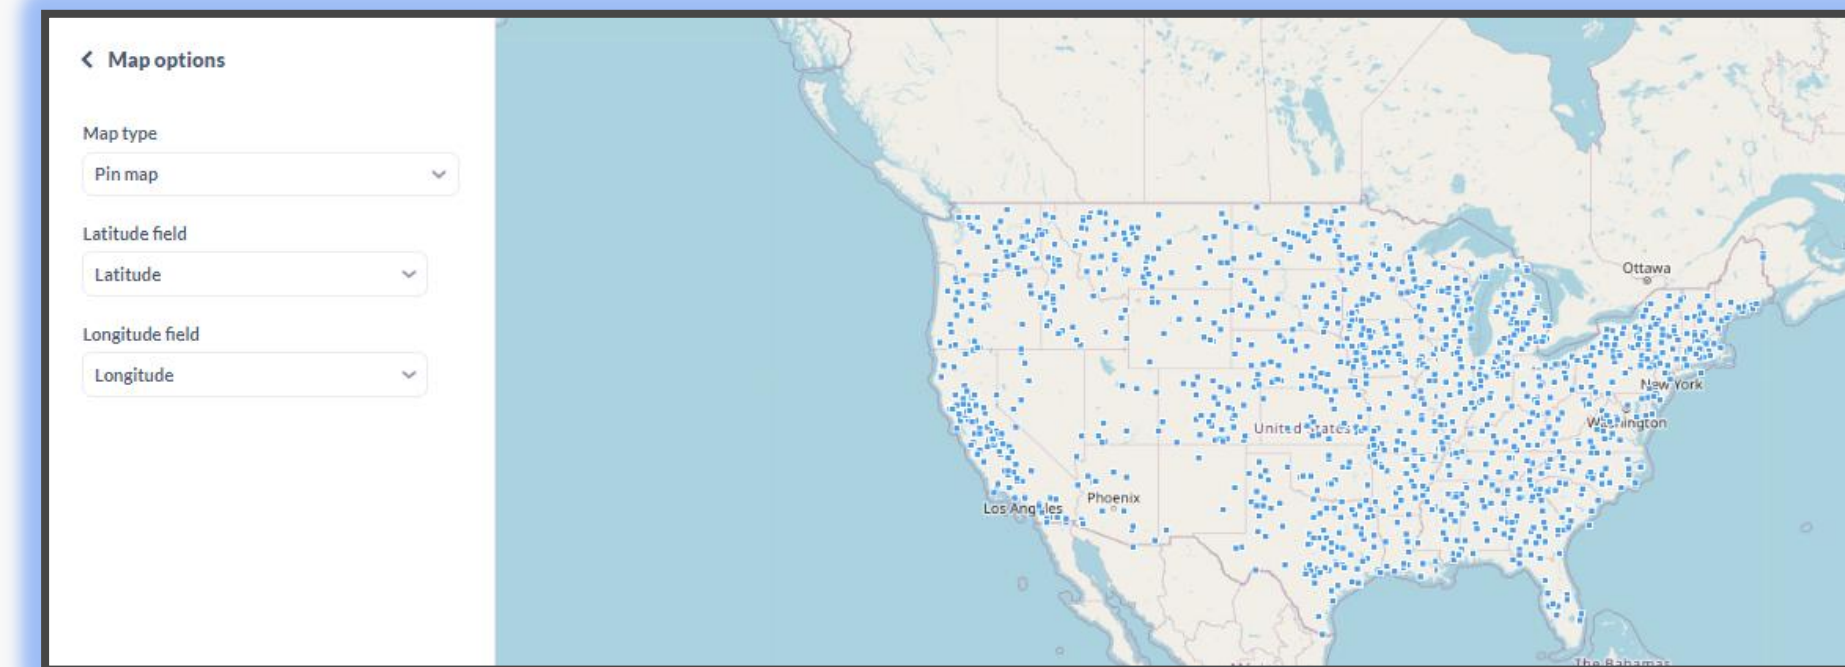 Map options
Map type
Pin map
Latitude field
Latitude
Longitude field
Longitude
Ottawa
New York
Washington
United States
Phoenix
Los Angeles
The Bahamas